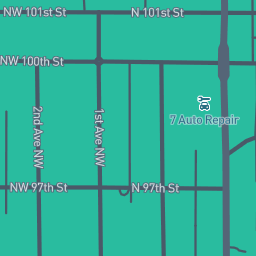 NW 101st St
N 101st St
NW 100th St
7 Auto Repair
2nd Ave NW
1st Ave NW
NW 97th St
N 97th St